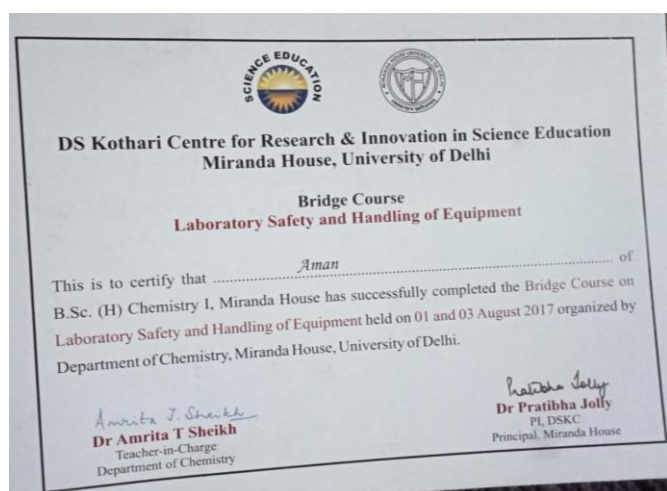 SCIENCE EDUCATION
DS Kothari Centre for Research & Innovation in Science Education
Miranda House, University of Delhi
Bridge Course
Laboratory Safety and Handling of Equipment
This is to certify that ........ Aman ........ of
B.Sc. (H) Chemistry I, Miranda House has successfully completed the Bridge Course on
Laboratory Safety and Handling of Equipment held on 01 and 03 August 2017 organized by
Department of Chemistry, Miranda House, University of Delhi.
Amrita T. Sheikh
Dr Amrita T Sheikh
Teacher-in-Charge
Department of Chemistry
Pratibha Jolly
Dr Pratibha Jolly
PI, DSKC
Principal, Miranda House